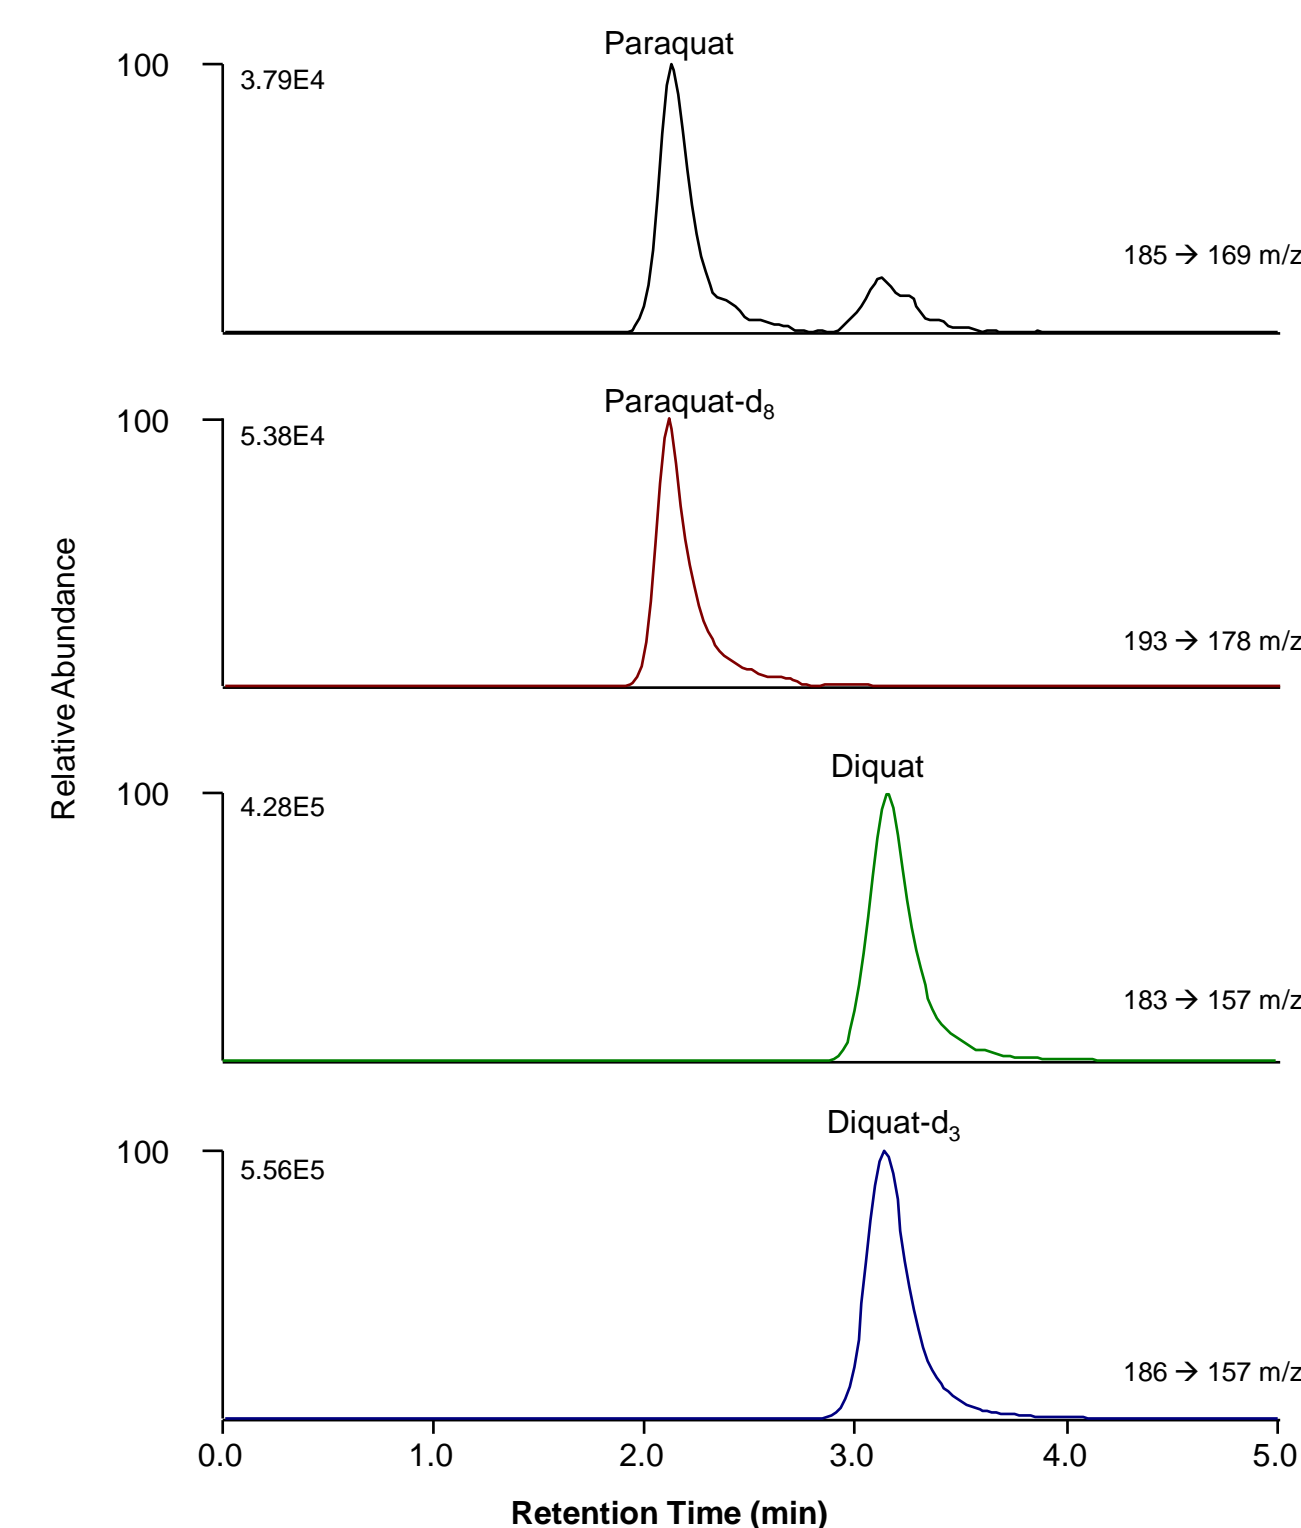 Paraquat
100
3.79E4
185 → 169 m/z
Paraquat-d₈
100
5.38E4
193 → 178 m/z
Relative Abundance
Diquat
100
4.28E5
183 → 157 m/z
Diquat-d₃
100
5.56E5
186 → 157 m/z
0.0 1.0 2.0 3.0 4.0 5.0
Retention Time (min)